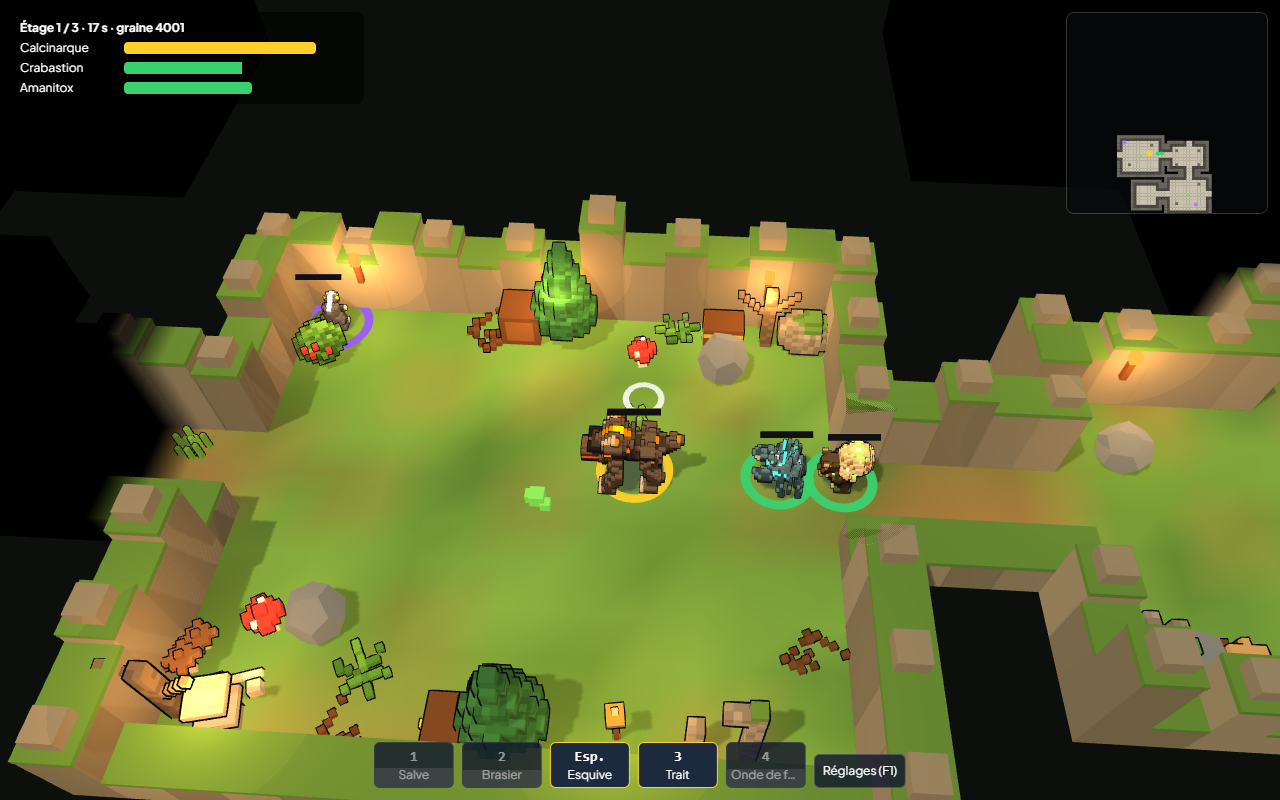 Étage 1 / 3 · 17 s · graine 4001
Calcinarque
Crabastion
Amanitox
1
Salve
2
Brasier
Esp.
Esquive
3
Trait
4
Onde de f…
Réglages (F1)